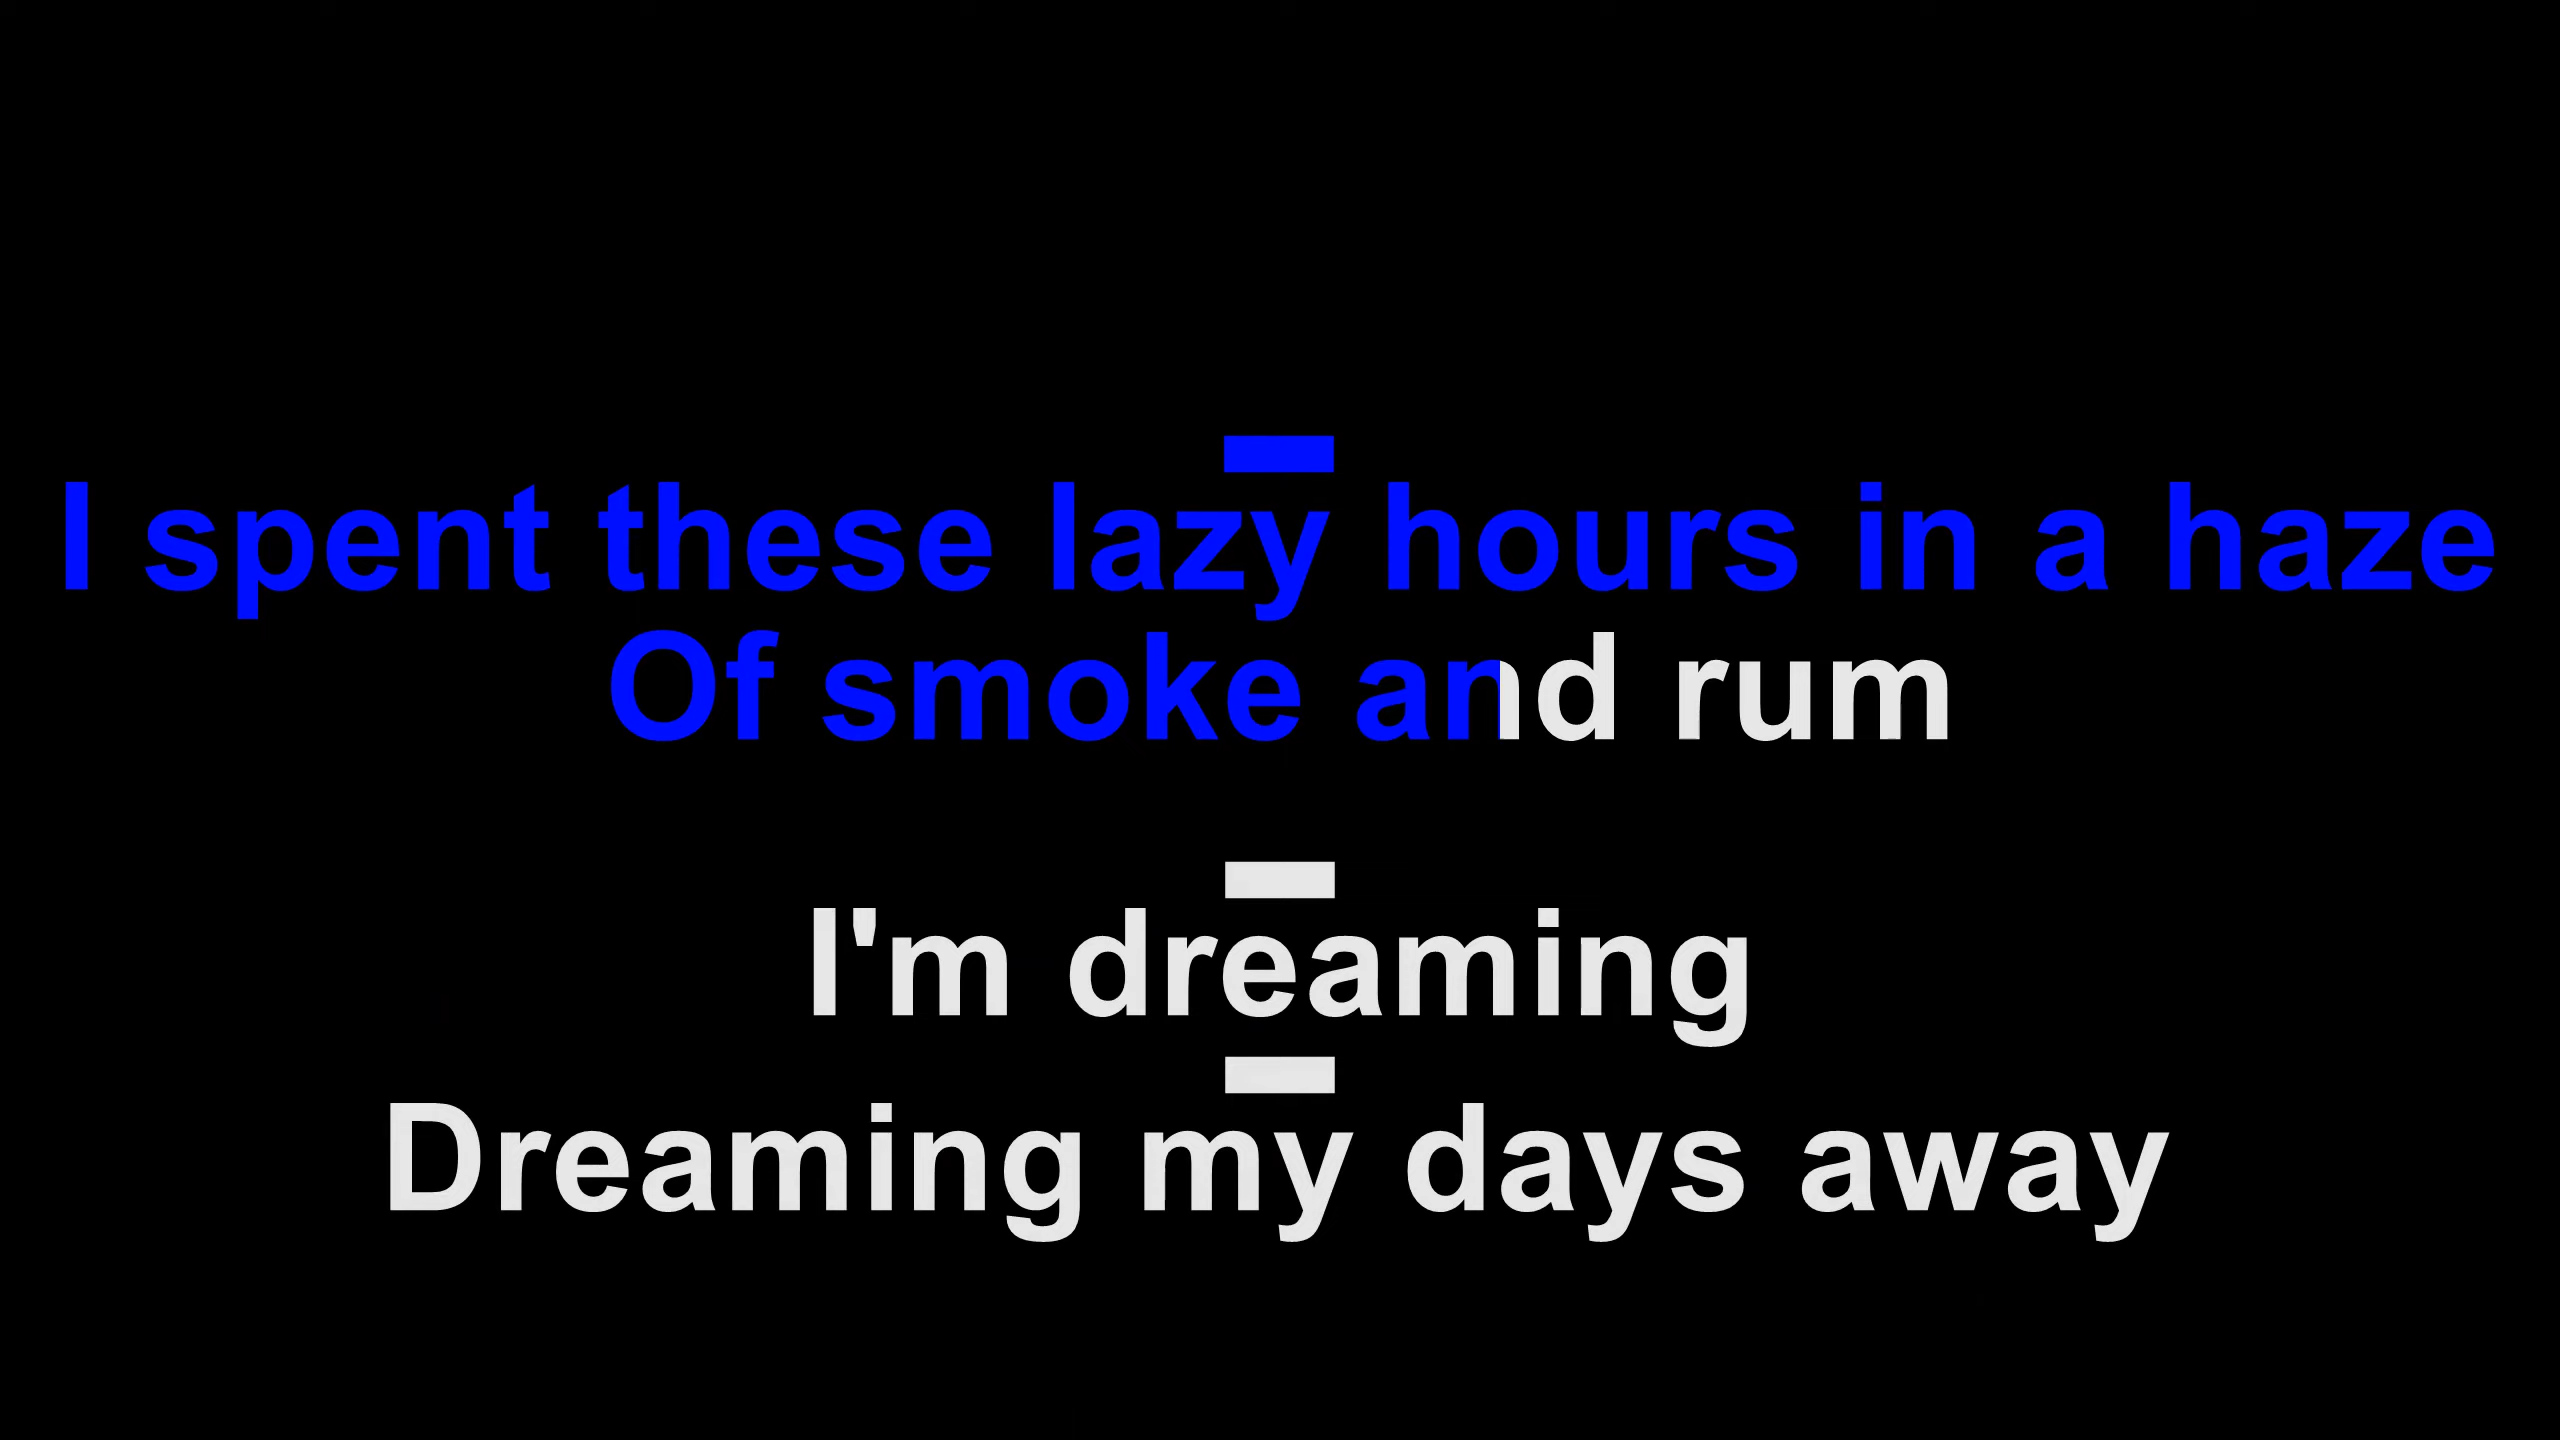 I spent these lazy hours in a haze
Of smoke and rum
I'm dreaming
Dreaming my days away